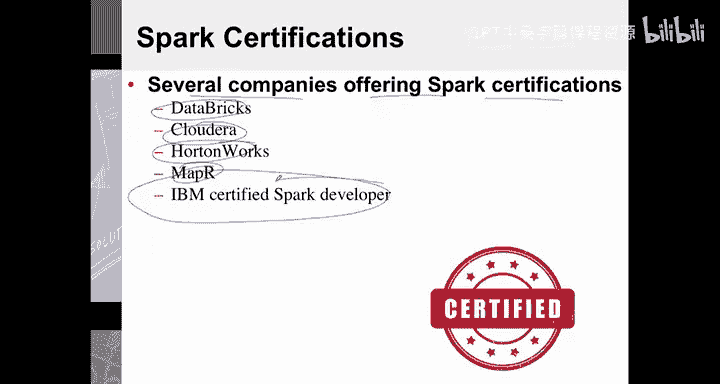 Spark Certifications
bilibili
• Several companies offering Spark certifications
– DataBricks
– Cloudera
– HortonWorks
– MapR
– IBM certified Spark developer
CERTIFIED